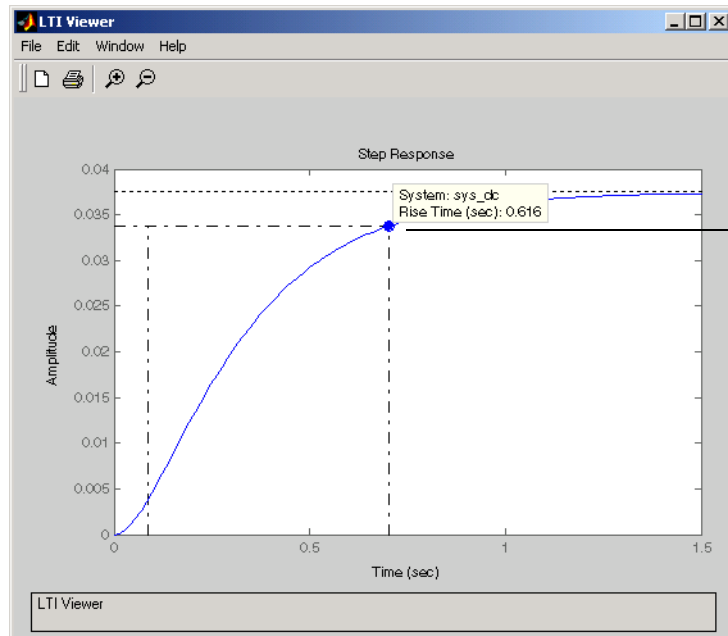 LTI Viewer
File Edit Window Help
Step Response
0.04
0.035
0.03
0.025
0.02
0.015
0.01
0.005
0
Amplitude
System: sys_dc
Rise Time (sec): 0.616
0 0.5 1 1.5
Time (sec)
LTI Viewer